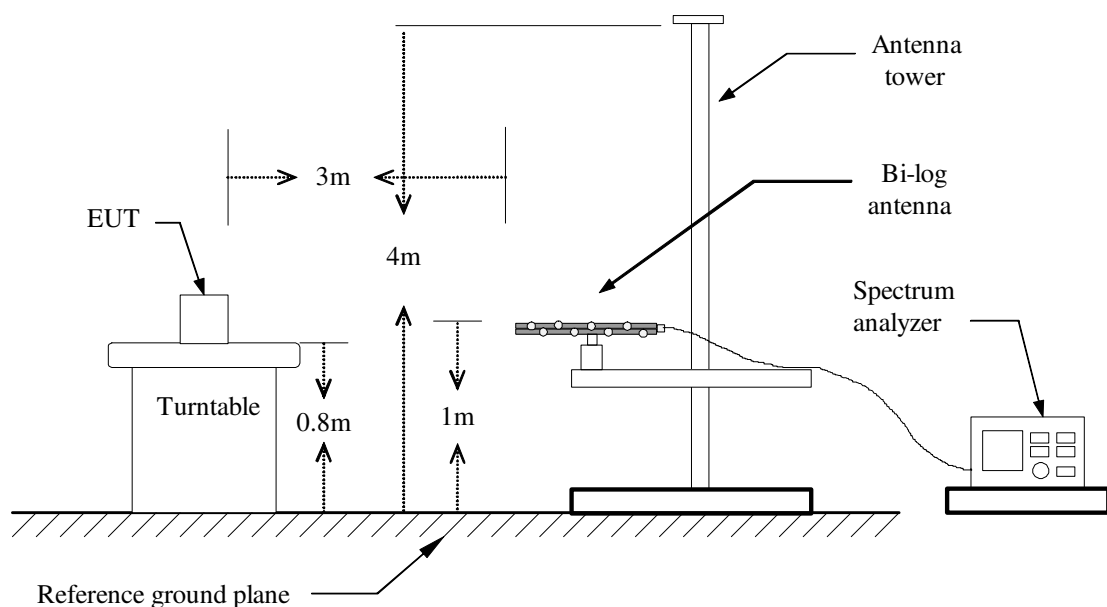 Antenna
tower
3m
Bi-log
antenna
EUT
4m
Spectrum
analyzer
Turntable
0.8m
1m
Reference ground plane